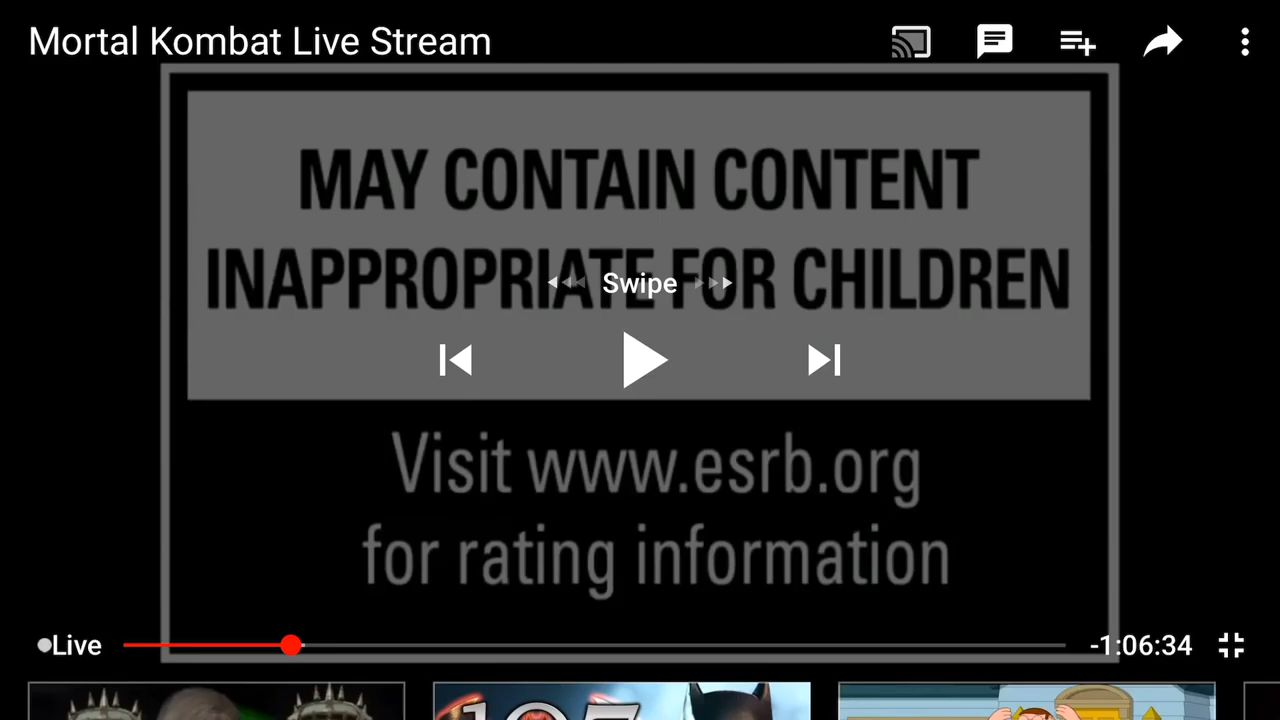 Mortal Kombat Live Stream
MAY CONTAIN CONTENT
INAPPROPRIATE FOR CHILDREN
Swipe
Visit www.esrb.org
for rating information
Live
-1:06:34
107